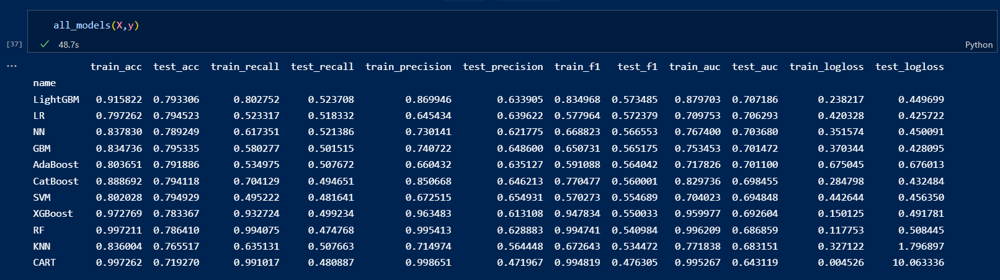 all_models(X,y)
[37] ✓ 48.7s Python
... train_acc test_acc train_recall test_recall train_precision test_precision train_f1 test_f1 train_auc test_auc train_logloss test_logloss
name
LightGBM 0.915822 0.793306 0.802752 0.523708 0.869946 0.633905 0.834968 0.573485 0.879703 0.707186 0.238217 0.449699
LR 0.797262 0.794523 0.523317 0.518332 0.645434 0.639622 0.577964 0.572379 0.709753 0.706293 0.420328 0.425722
NN 0.837830 0.789249 0.617351 0.521386 0.730141 0.621775 0.668823 0.566553 0.767400 0.703680 0.351574 0.450091
GBM 0.834736 0.795335 0.580277 0.501515 0.740722 0.648600 0.650731 0.565175 0.753453 0.701472 0.370344 0.428095
AdaBoost 0.803651 0.791886 0.534975 0.507672 0.660432 0.635127 0.591088 0.564042 0.717826 0.701100 0.675045 0.676013
CatBoost 0.888692 0.794118 0.704129 0.494651 0.850668 0.646213 0.770477 0.560001 0.829736 0.698455 0.284798 0.432484
SVM 0.802028 0.794929 0.495222 0.481641 0.672515 0.654931 0.570273 0.554689 0.704023 0.694848 0.442644 0.456350
XGBoost 0.972769 0.783367 0.932724 0.499234 0.963483 0.613108 0.947834 0.550033 0.959977 0.692604 0.150125 0.491781
RF 0.997211 0.786410 0.994075 0.474768 0.995413 0.628883 0.994741 0.540984 0.996209 0.686859 0.117753 0.508445
KNN 0.836004 0.765517 0.635131 0.507663 0.714974 0.564448 0.672643 0.534472 0.771838 0.683151 0.327122 1.796897
CART 0.997262 0.719270 0.991017 0.480887 0.998651 0.471967 0.994819 0.476305 0.995267 0.643119 0.004526 10.063336